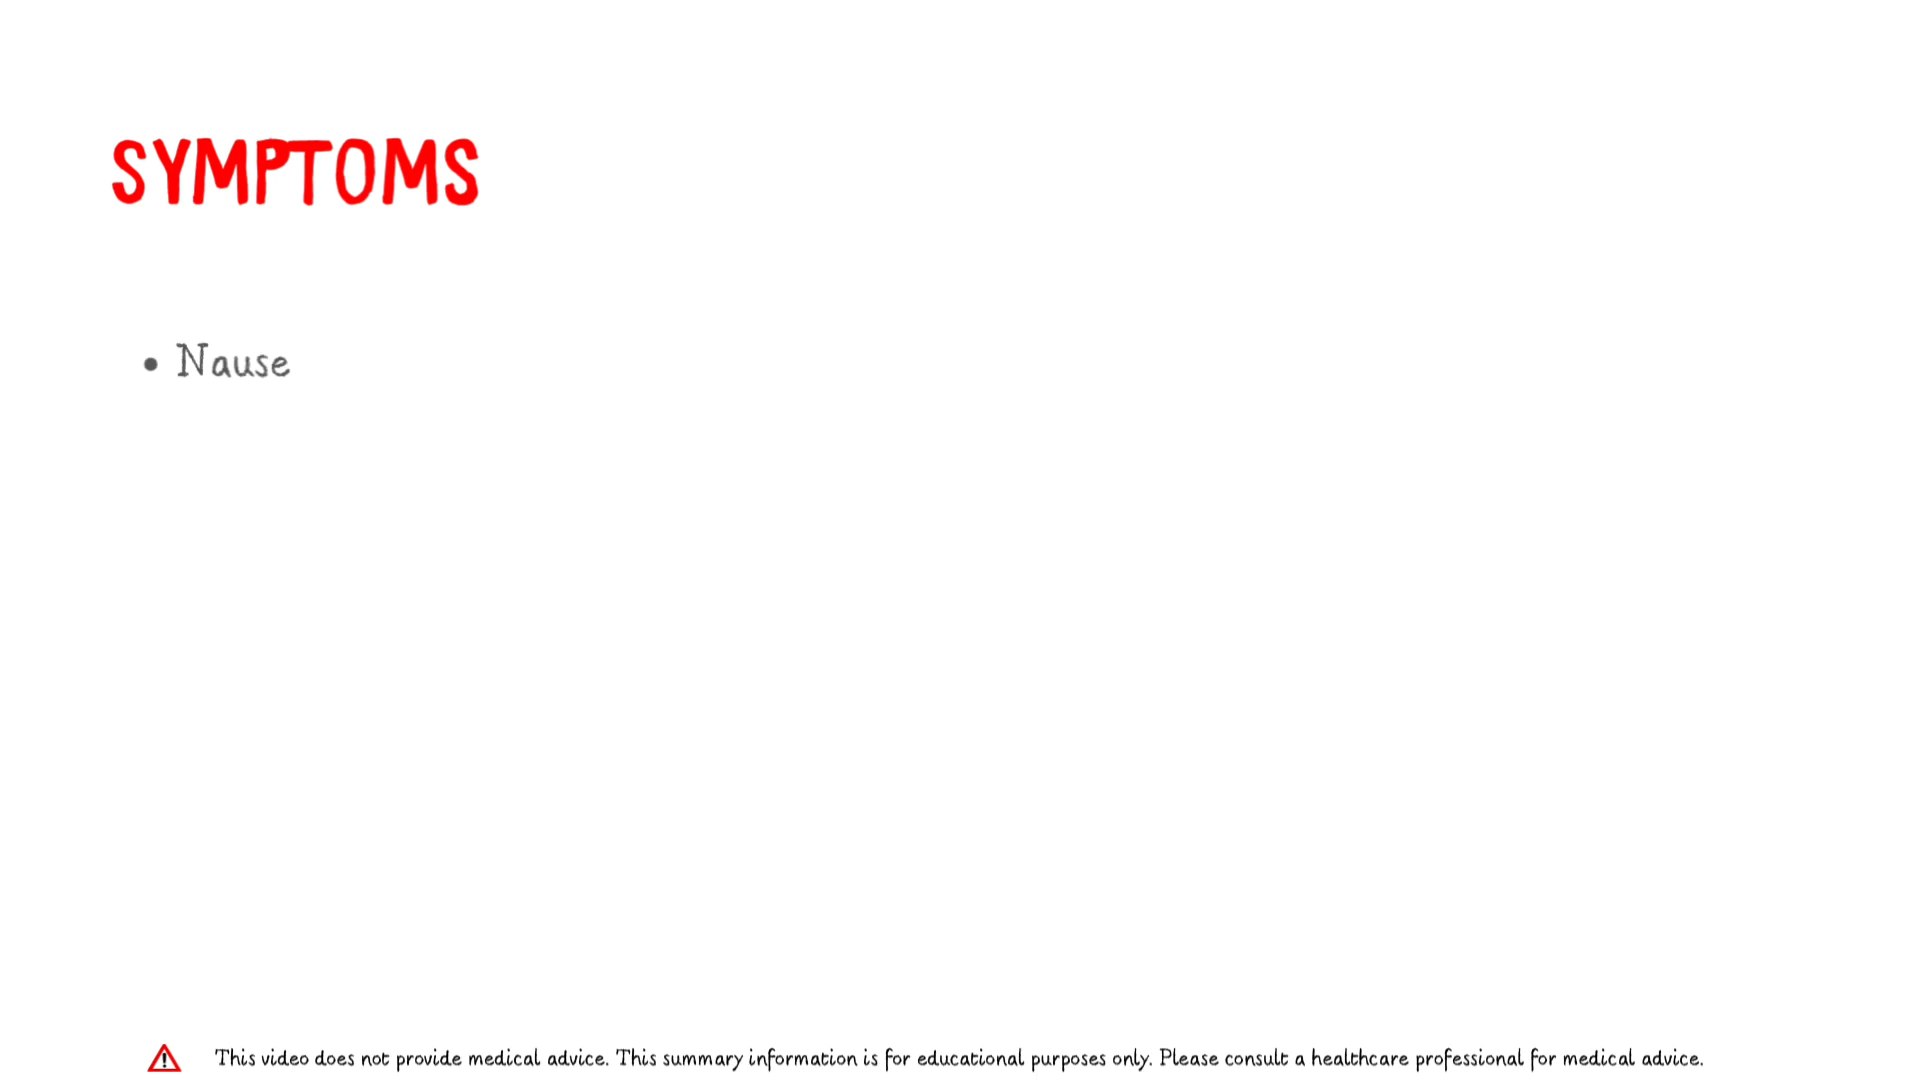 SYMPTOMS
• Nause
This video does not provide medical advice. This summary information is for educational purposes only. Please consult a healthcare professional for medical advice.